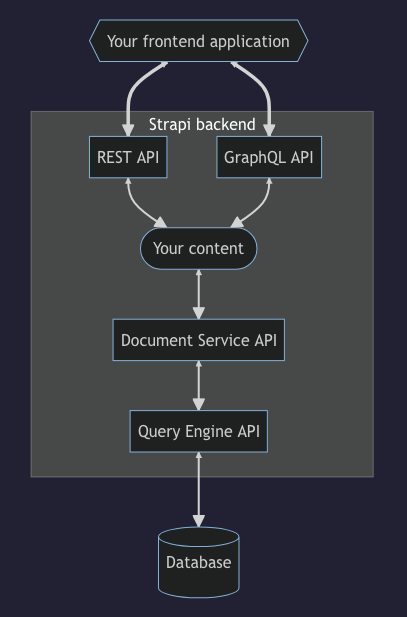 Your frontend application
Strapi backend
REST API
GraphQL API
Your content
Document Service API
Query Engine API
Database